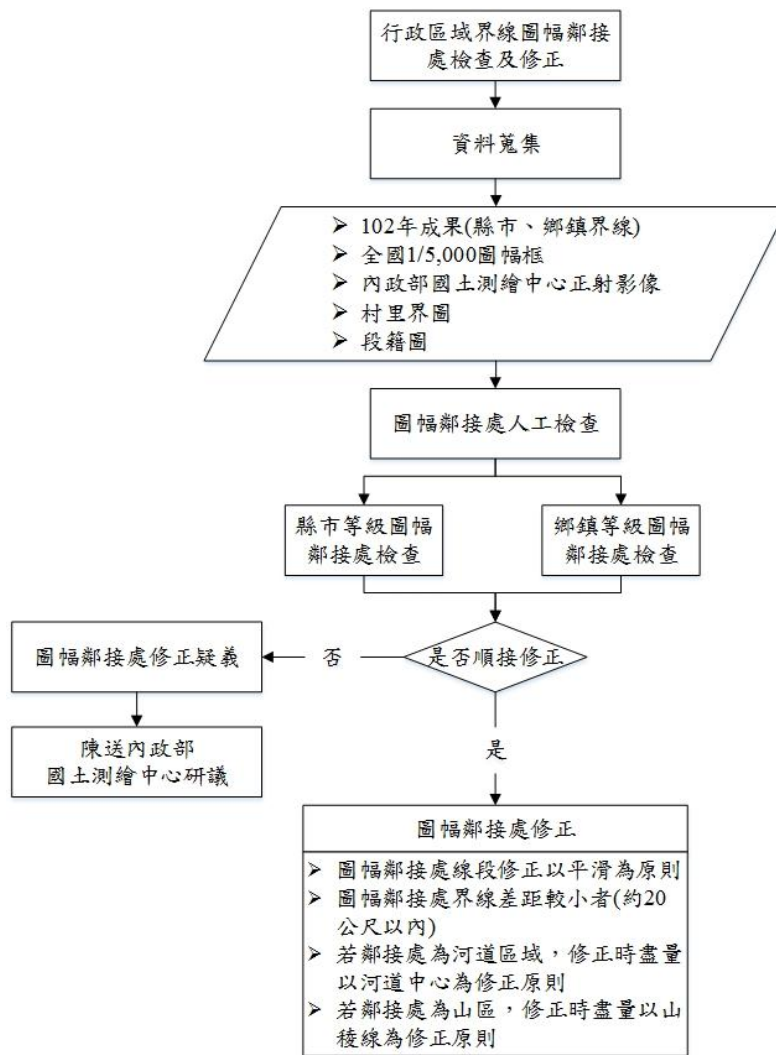 行政區域界線圖幅鄰接
處檢查及修正
資料蒐集
➢ 102年成果(縣市、鄉鎮界線)
➢ 全國1/5,000圖幅框
➢ 內政部國土測繪中心正射影像
➢ 村里界圖
➢ 段籍圖
圖幅鄰接處人工檢查
縣市等級圖幅
鄰接處檢查
鄉鎮等級圖幅
鄰接處檢查
是否順接修正
否
圖幅鄰接處修正疑義
陳送內政部
國土測繪中心研議
是
圖幅鄰接處修正
➢ 圖幅鄰接處線段修正以平滑為原則
➢ 圖幅鄰接處界線差距較小者(約20
公尺以內)
➢ 若鄰接處為河道區域，修正時盡量
以河道中心為修正原則
➢ 若鄰接處為山區，修正時盡量以山
稜線為修正原則